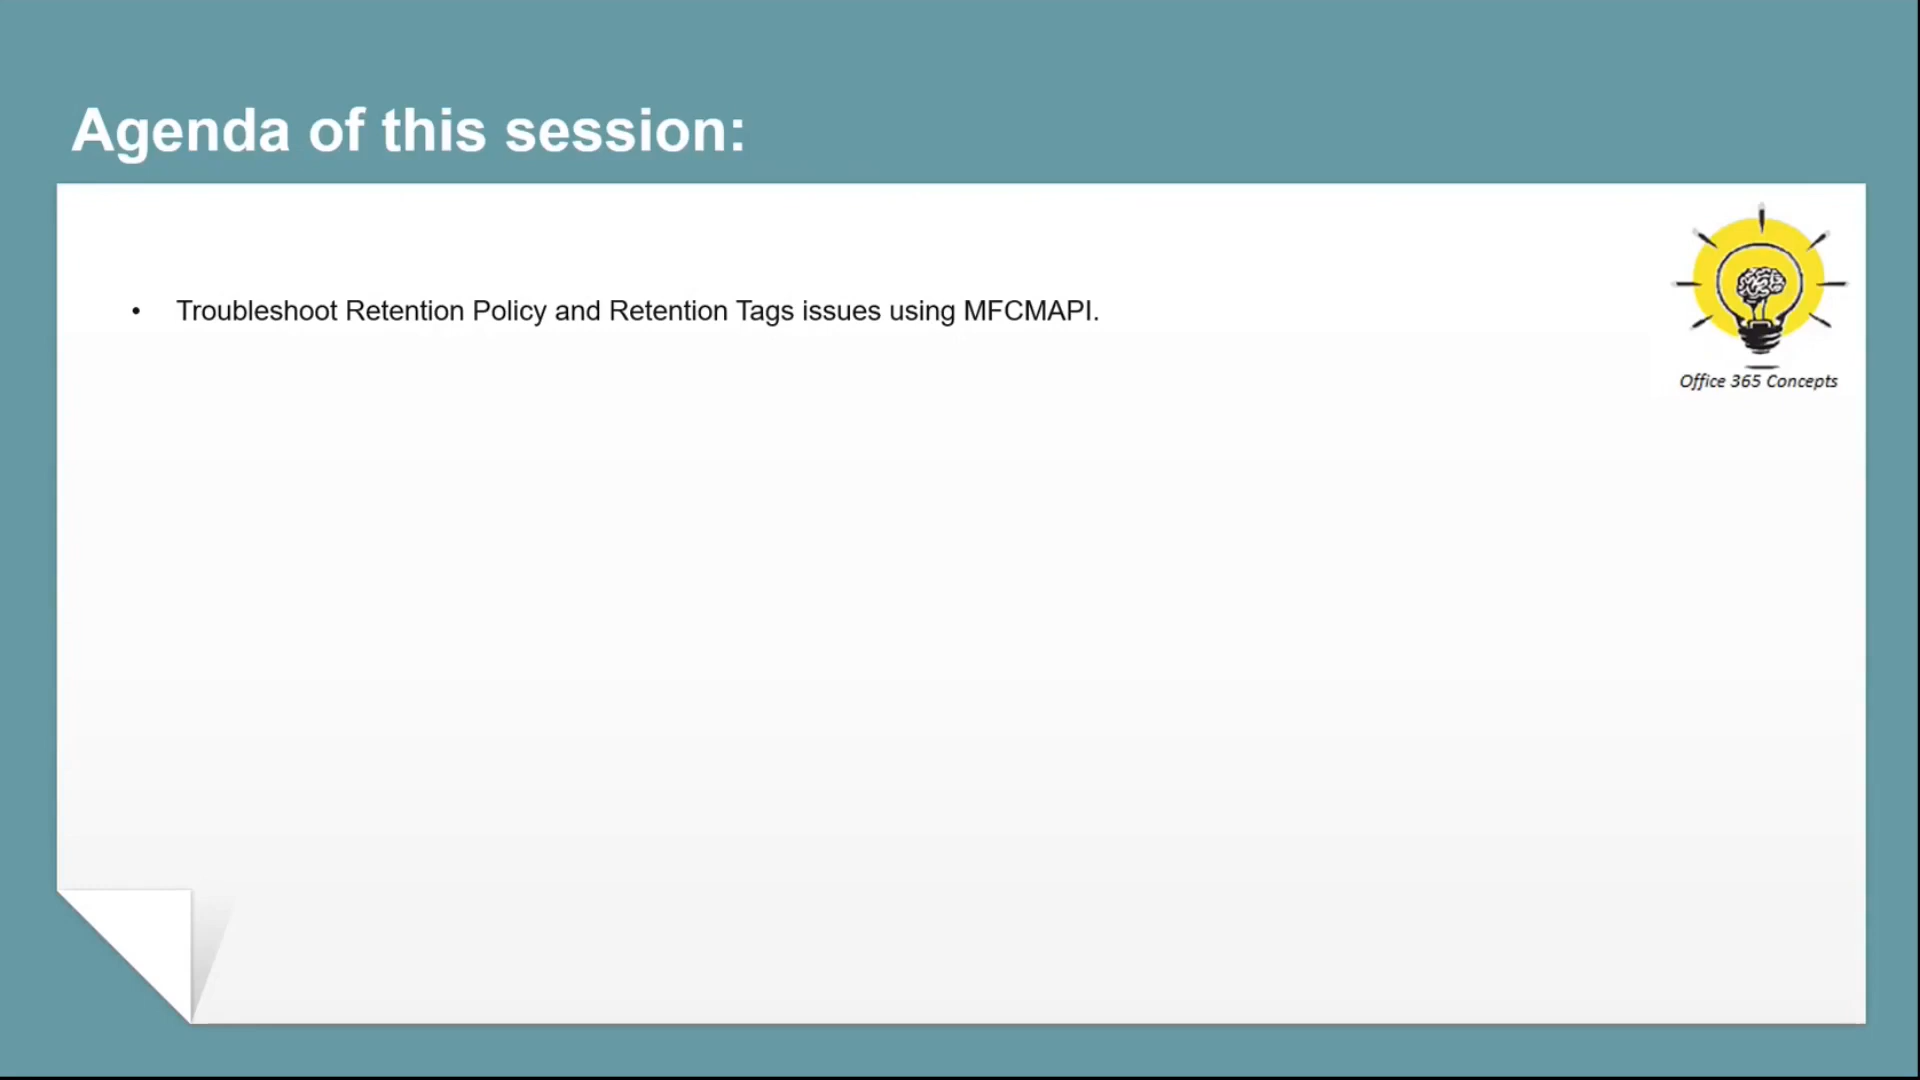 Agenda of this session:
• Troubleshoot Retention Policy and Retention Tags issues using MFCMAPI.
Office 365 Concepts